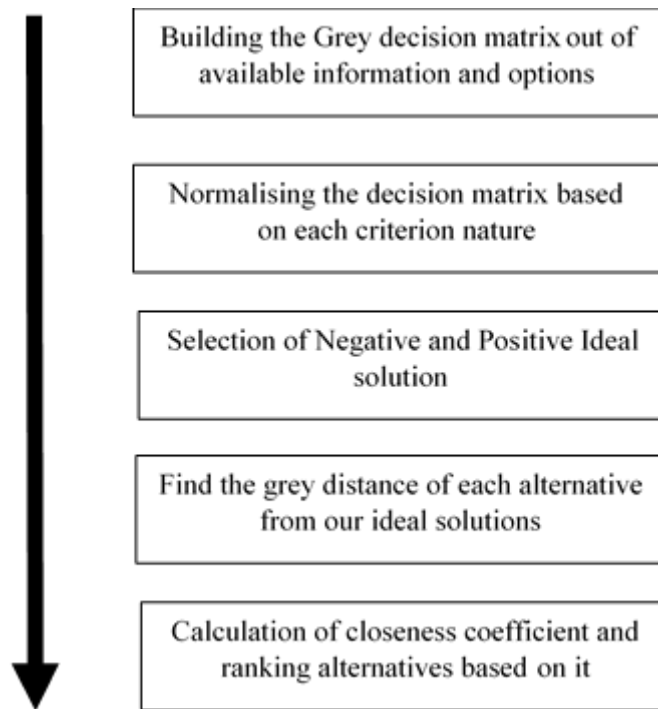 Building the Grey decision matrix out of
available information and options
Normalising the decision matrix based
on each criterion nature
Selection of Negative and Positive Ideal
solution
Find the grey distance of each alternative
from our ideal solutions
Calculation of closeness coefficient and
ranking alternatives based on it